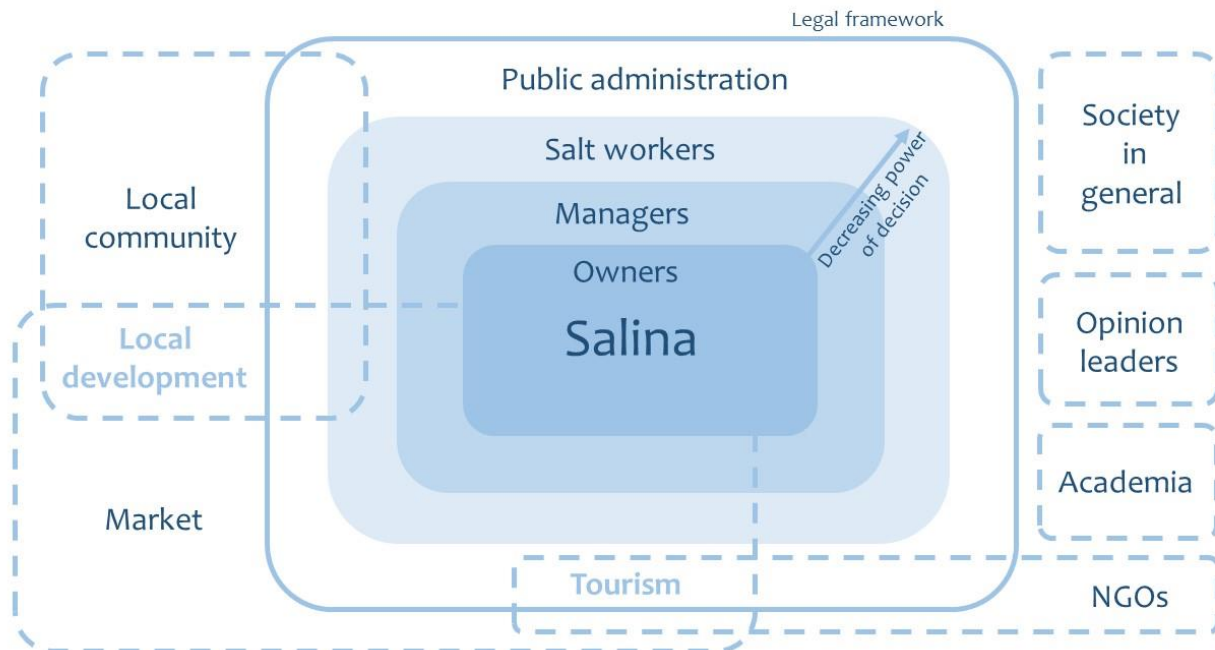 Legal framework
Public administration
Society
in
general
Salt workers
Decreasing power
of decision
Local
community
Managers
Owners
Salina
Opinion
leaders
Local
development
Academia
Market
Tourism
NGOs